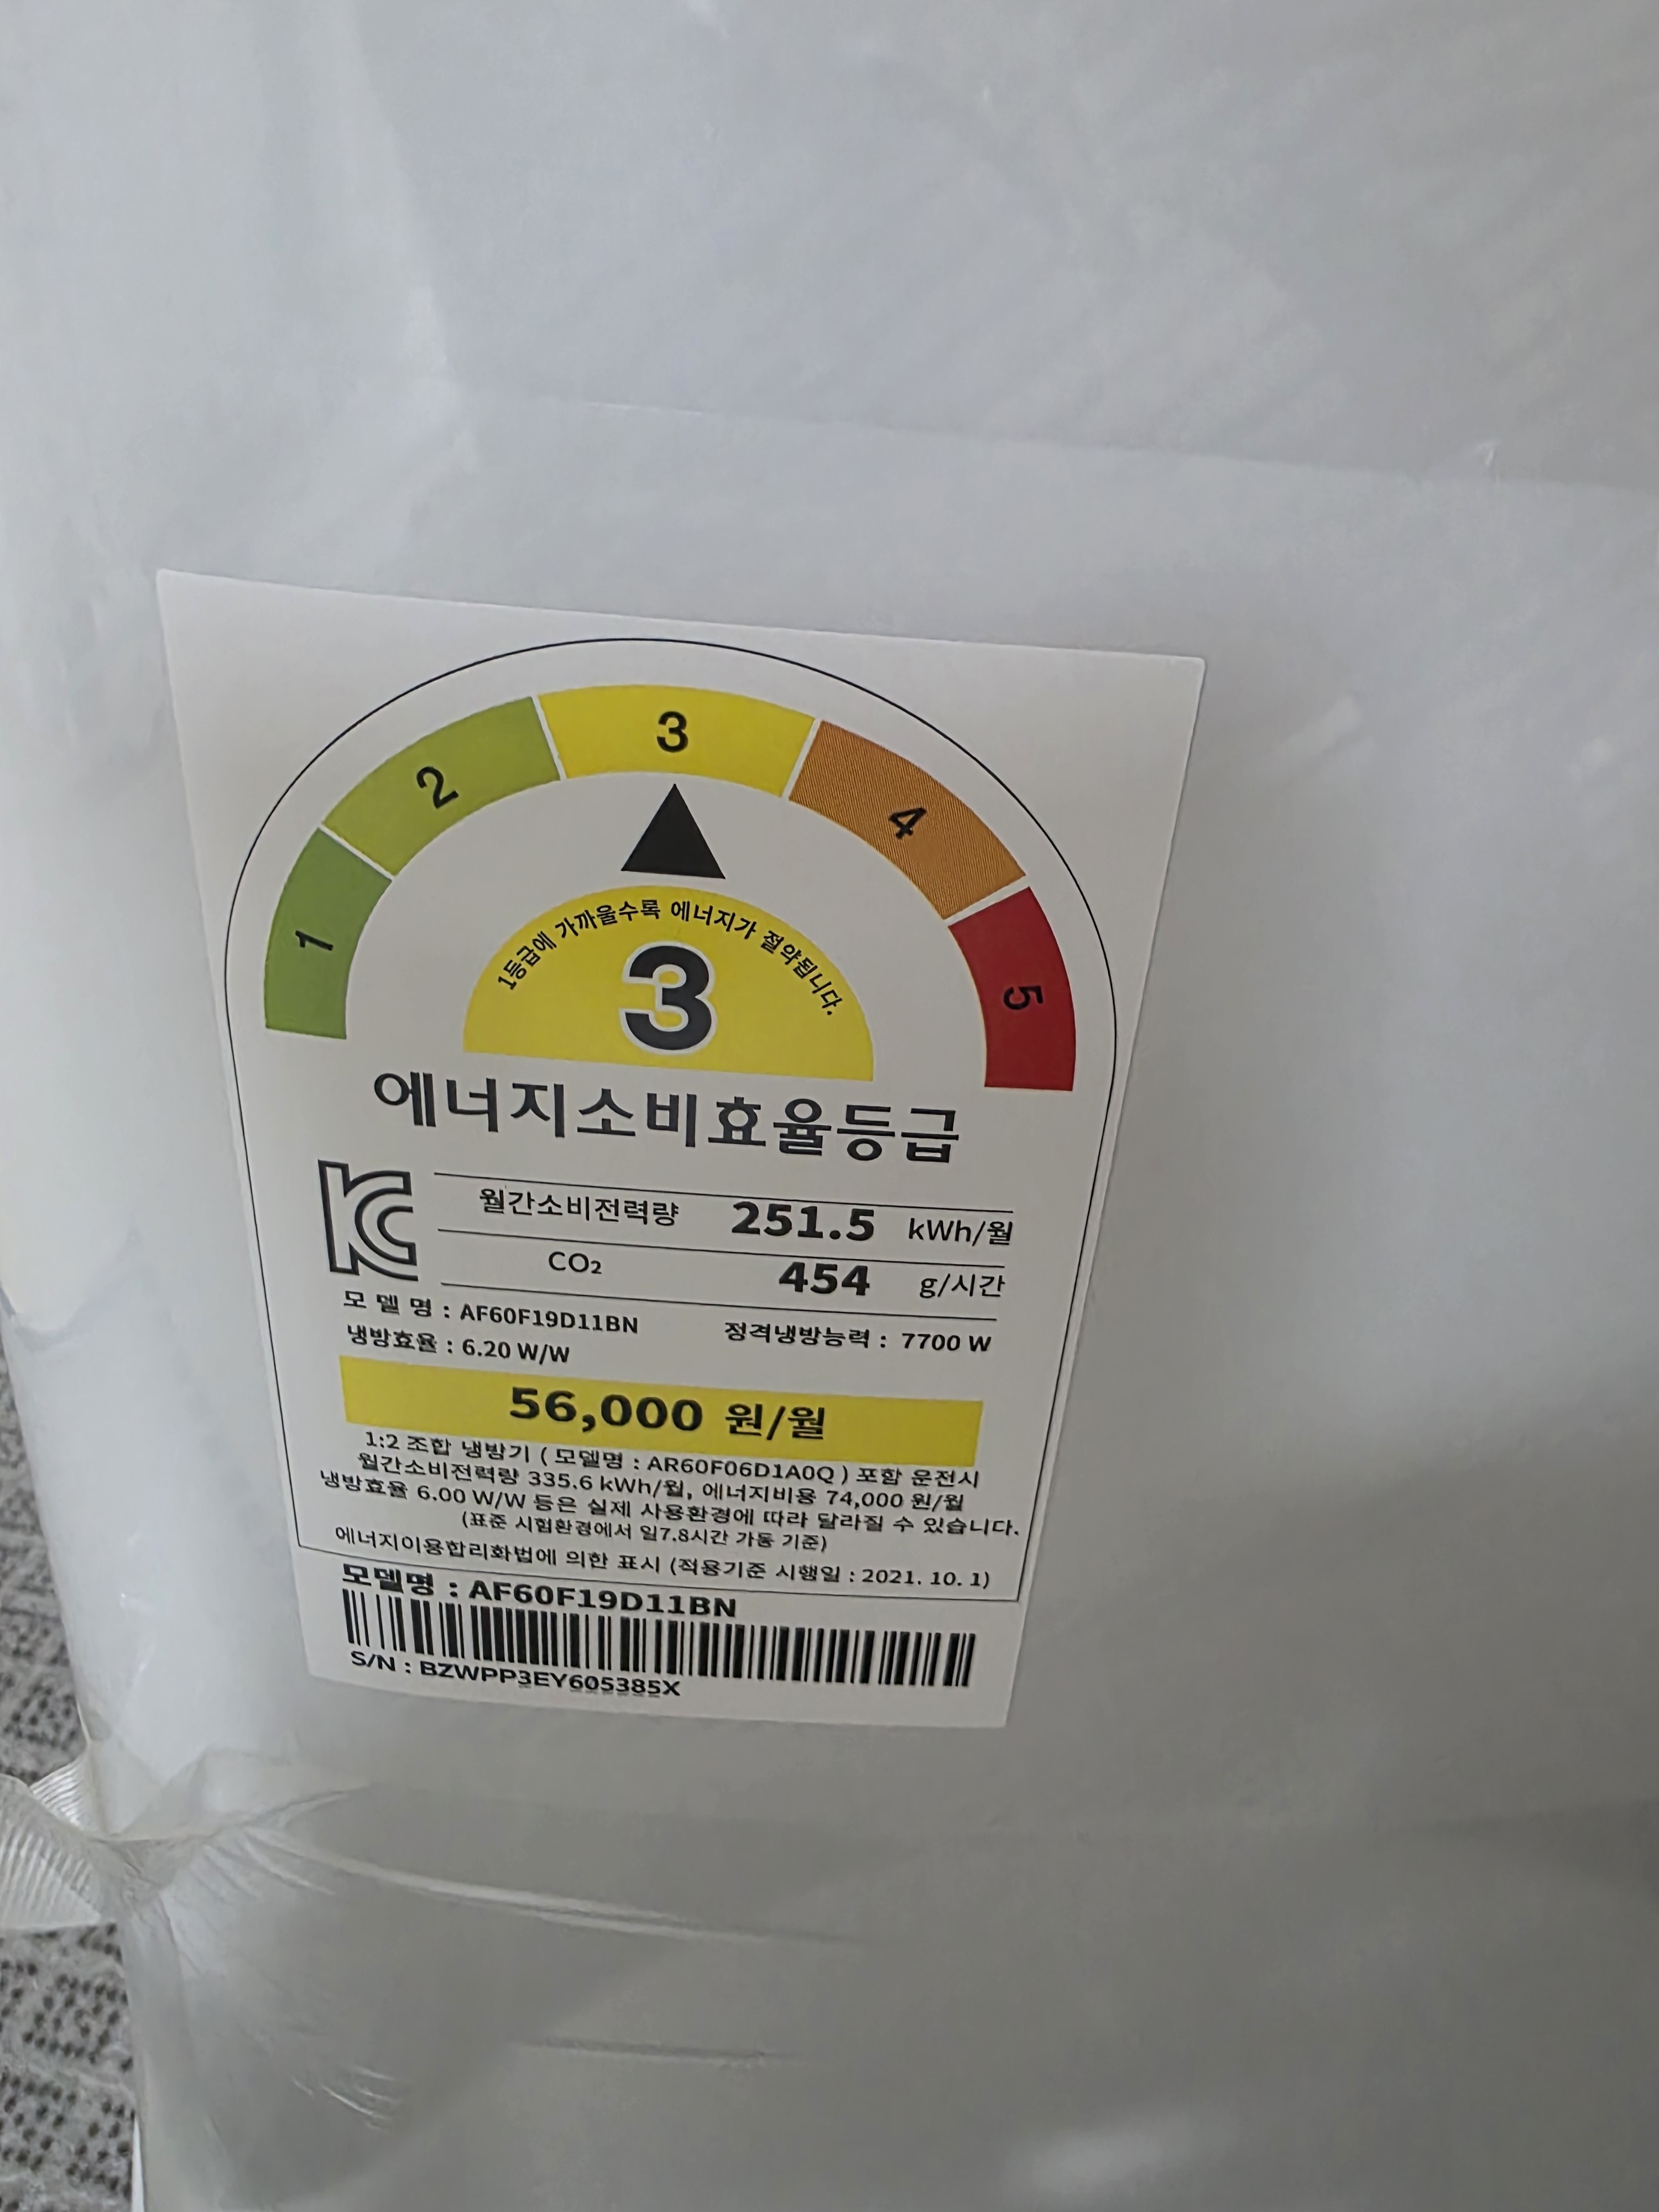 1
2
3
4
5
1등급에 가까울수록 에너지가 절약됩니다.
3
에너지소비효율등급
월간소비전력량 251.5 kWh/월
CO₂ 454 g/시간
모 델 명 : AF60F19D11BN 정격냉방능력 : 7700 W
냉방효율 : 6.20 W/W
56,000 원/월
1:2 조합 냉방기 ( 모델명 : AR60F06D1A0Q ) 포함 운전시
월간소비전력량 335.6 kWh/월, 에너지비용 74,000 원/월
냉방효율 6.00 W/W 등은 실제 사용환경에 따라 달라질 수 있습니다.
(표준 시험환경에서 일7.8시간 가동 기준)
에너지이용합리화법에 의한 표시 (적용기준 시행일 : 2021. 10. 1)
모델명 : AF60F19D11BN
S/N : BZWPP3EY605385X